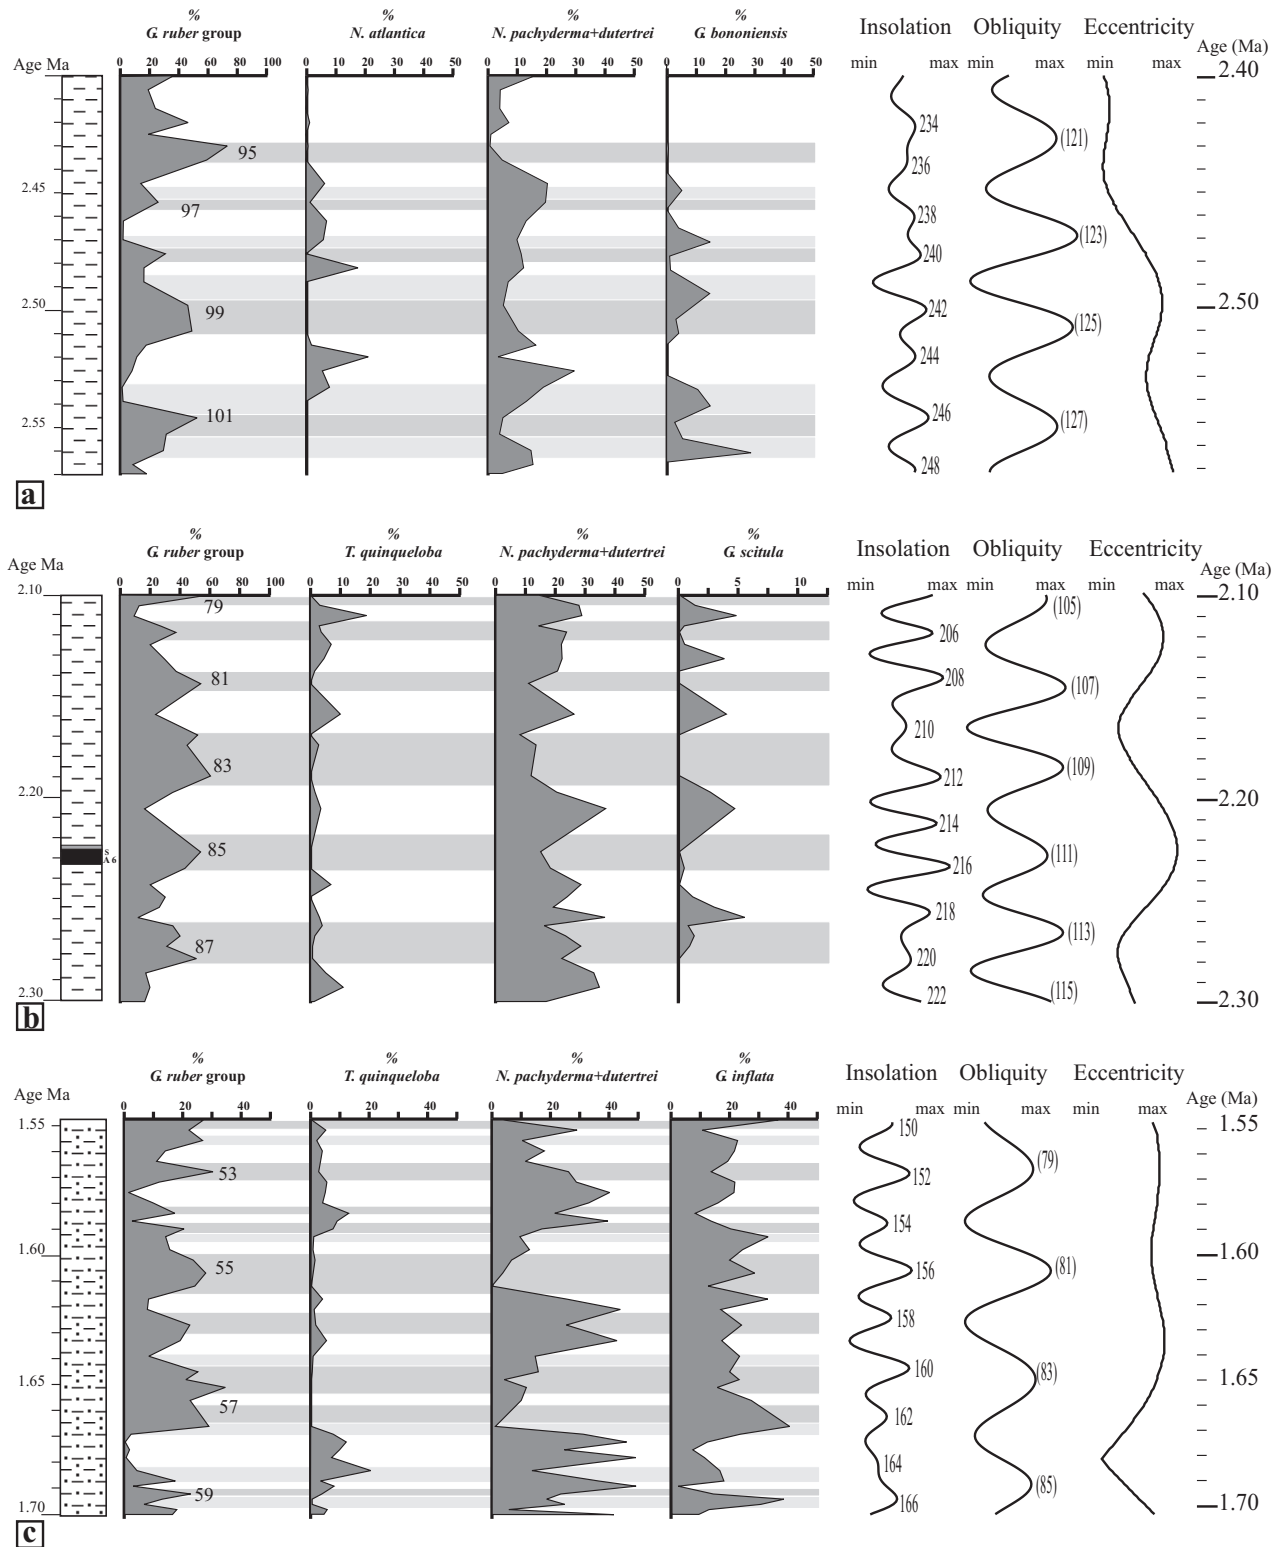 % % % %
G. ruber group N. atlantica N. pachyderma+dutertrei G. bononiensis
Insolation Obliquity Eccentricity
Age (Ma)
Age Ma
min max min max min max
0 20 40 60 80 100 0 10 20 30 40 50 0 10 20 30 40 50 0 10 20 30 40 50
2.40
234
(121)
95
236
2.45
97
238
(123)
240
2.50
99
242
2.50
(125)
244
101
246
2.55
(127)
248
a
% % % %
G. ruber group T. quinqueloba N. pachyderma+dutertrei G. scitula
Insolation Obliquity Eccentricity
Age Ma
Age (Ma)
min max min max min max
0 20 40 60 80 100 0 10 20 30 40 50 0 10 20 30 40 50 0 5 10
2.10
79
(105)
2.10
206
81
208
(107)
210
83
(109)
212
2.20
2.20
214
85
S
A 6
(111)
216
218
(113)
87
220
(115)
2.30
222
2.30
b
% % % %
G. ruber group T. quinqueloba N. pachyderma+dutertrei G. inflata
Insolation Obliquity Eccentricity
Age Ma
Age (Ma)
min max min max min max
0 20 40 0 20 40 0 20 40 0 20 40
1.55
150
1.55
(79)
53
152
154
1.60
1.60
55
156
(81)
158
160
(83)
1.65
1.65
57
162
164
(85)
59
166
1.70
1.70
c